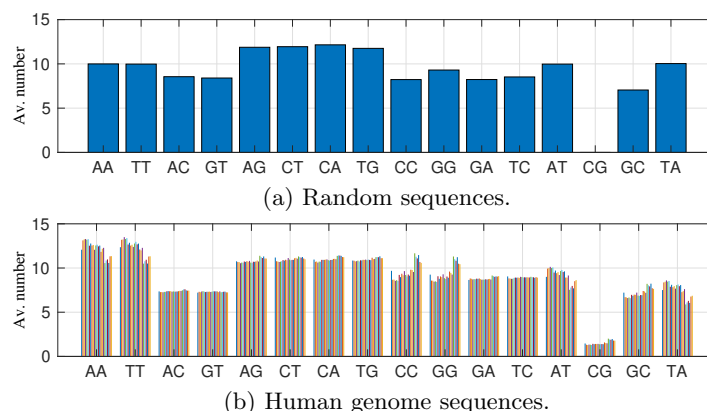 15
10
5
0
Av. number
AA TT AC GT AG CT CA TG CC GG GA TC AT CG GC TA
(a) Random sequences.
15
10
5
0
Av. number
AA TT AC GT AG CT CA TG CC GG GA TC AT CG GC TA
(b) Human genome sequences.